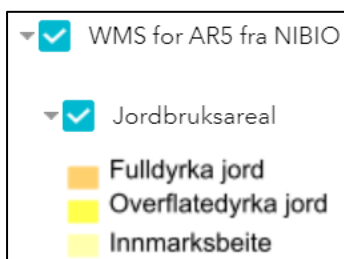 WMS for AR5 fra NIBIO
Jordbruksareal
Fulldyrka jord
Overflatedyrka jord
Innmarksbeite